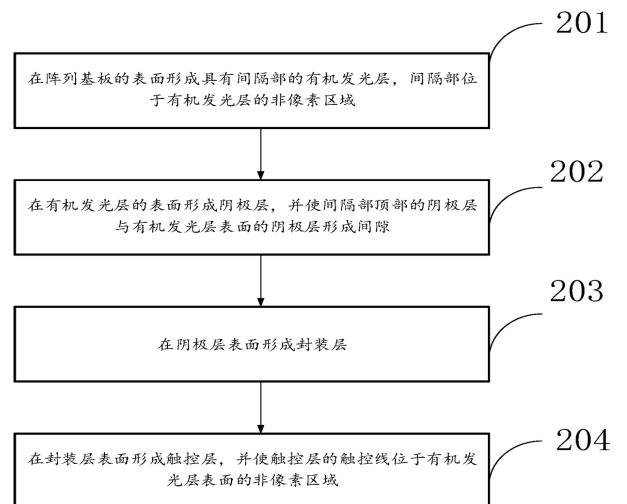 201
在阵列基板的表面形成具有间隔部的有机发光层，间隔部位
于有机发光层的非像素区域
202
在有机发光层的表面形成阴极层，并使间隔部顶部的阴极层
与有机发光层表面的阴极层形成间隙
203
在阴极层表面形成封装层
204
在封装层表面形成触控层，并使触控层的触控线位于有机发
光层表面的非像素区域